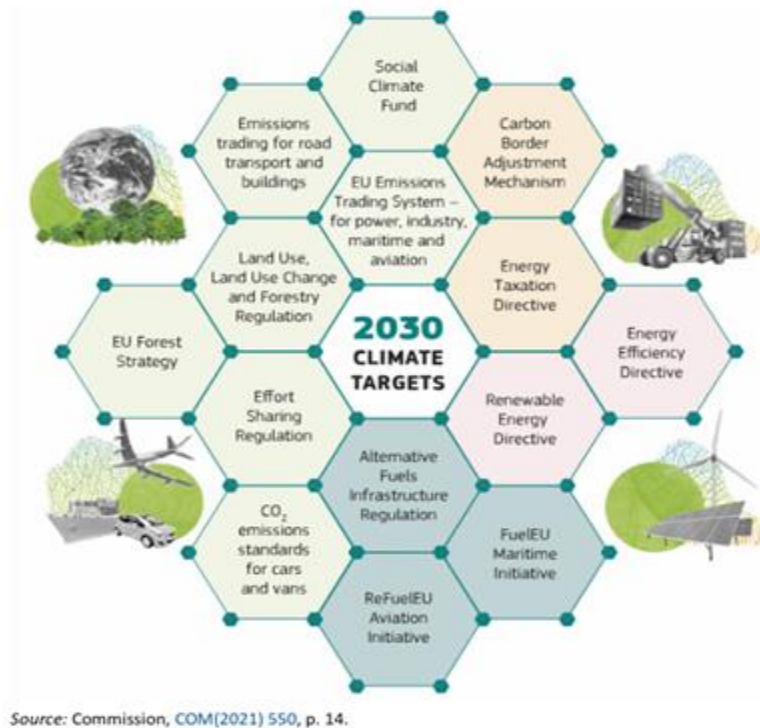 Social
Climate
Fund
Emissions
trading for road
transport and
buildings
Carbon
Border
Adjustment
Mechanism
EU Emissions
Trading System –
for power, industry,
maritime and
aviation
Land Use,
Land Use Change
and Forestry
Regulation
Energy
Taxation
Directive
EU Forest
Strategy
2030
CLIMATE
TARGETS
Energy
Efficiency
Directive
Effort
Sharing
Regulation
Renewable
Energy
Directive
Alternative
Fuels
Infrastructure
Regulation
CO₂
emissions
standards
for cars
and vans
FuelEU
Maritime
Initiative
ReFuelEU
Aviation
Initiative
Source: Commission, COM(2021) 550, p. 14.